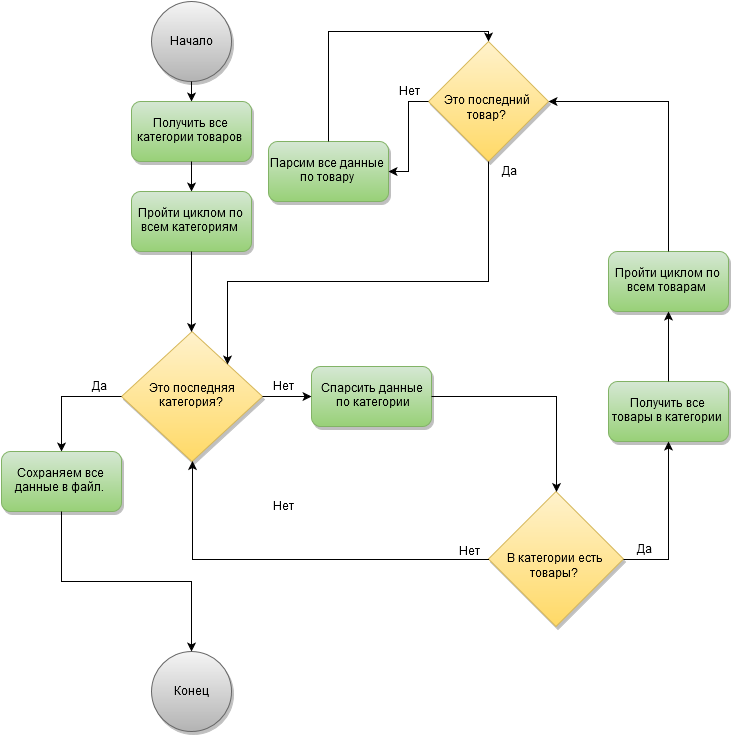 Начало
Получить все
категории товаров
Пройти циклом по
всем категориям
Это последний
товар?
Нет
Да
Парсим все данные
по товару
Пройти циклом по
всем товарам
Получить все
товары в категории
Это последняя
категория?
Да
Нет
Спарсить данные
по категории
Сохраняем все
данные в файл.
Нет
В категории есть
товары?
Нет
Да
Конец